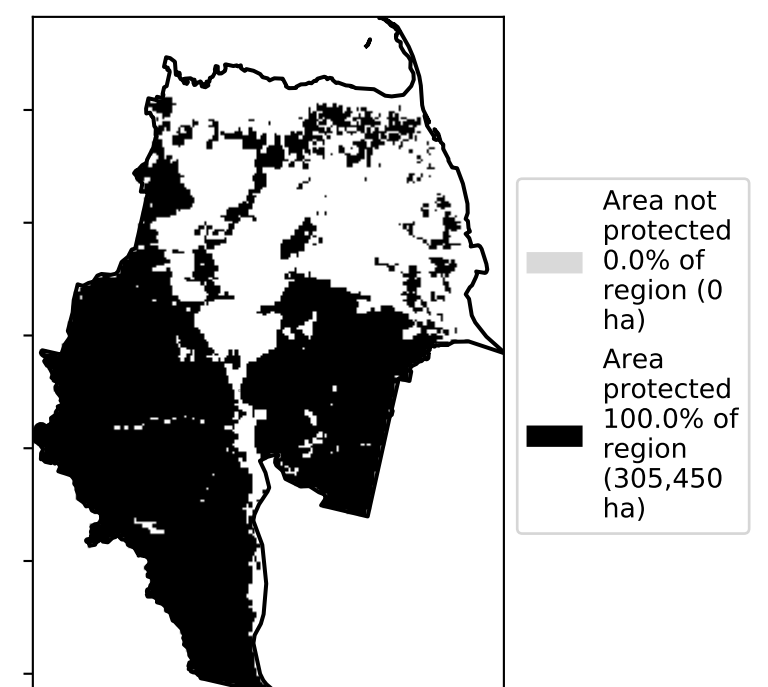 Area not
protected
0.0% of
region (0
ha)
Area
protected
100.0% of
region
(305,450
ha)